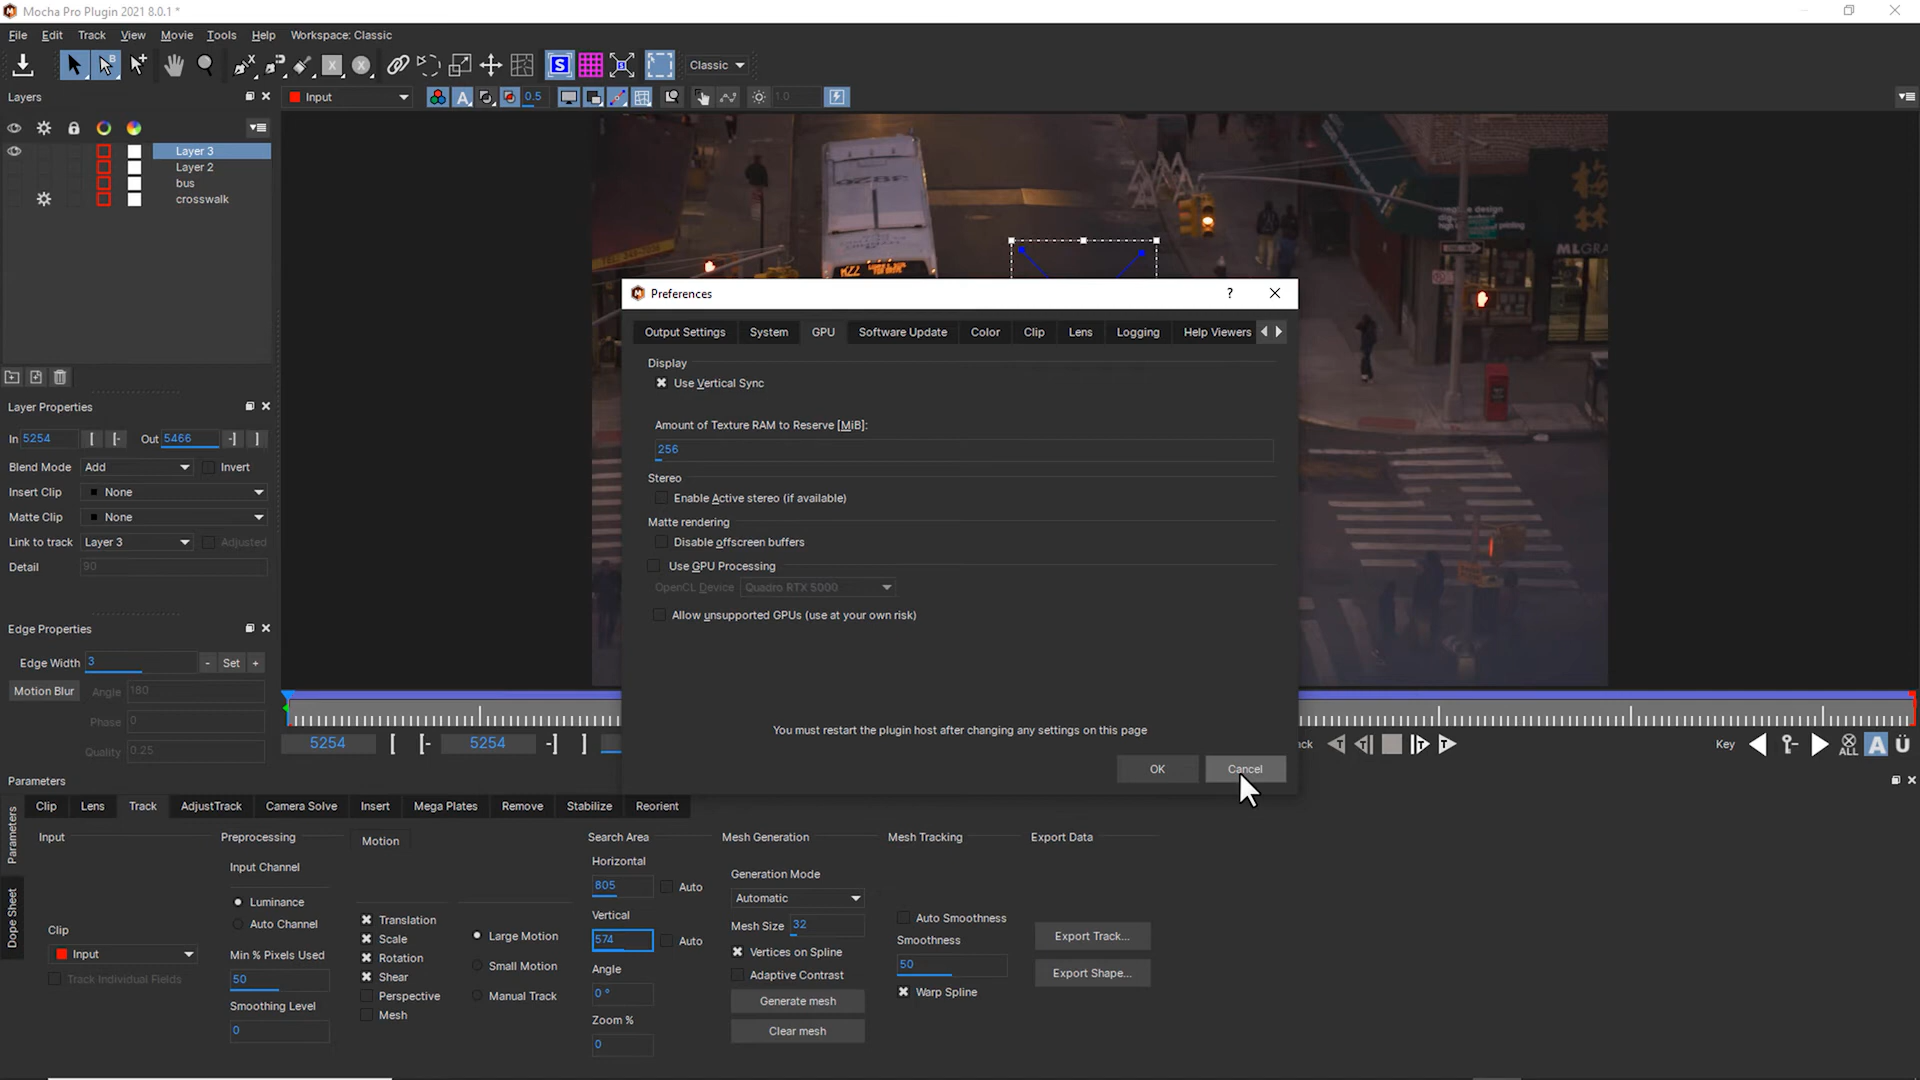 Mocha Pro Plugin 2021 8.0.1 *
File Edit Track View Movie Tools Help Workspace: Classic
S Classic
Layers
Input A 0.5 1.0
Layer 3
Layer 2
bus
crosswalk
Layer Properties
In 5254 [ [- Out 5466 -] ]
Blend Mode Add Invert
Insert Clip None
Matte Clip None
Link to track Layer 3 Adjusted
Detail 90
Edge Properties
Edge Width 3 - Set +
Motion Blur Angle 180
Phase 0
Quality 0.25
Preferences ?
Output Settings System GPU Software Update Color Clip Lens Logging Help Viewers
Display
Use Vertical Sync
Amount of Texture RAM to Reserve [MiB]:
256
Stereo
Enable Active stereo (if available)
Matte rendering
Disable offscreen buffers
Use GPU Processing
OpenCL Device Quadro RTX 5000
Allow unsupported GPUs (use at your own risk)
You must restart the plugin host after changing any settings on this page
OK Cancel
5254 [ [- 5254 -] ] ck Key ALL A Ü
Parameters
Parameters
Dope Sheet
Clip Lens Track AdjustTrack Camera Solve Insert Mega Plates Remove Stabilize Reorient
Input
Clip
Input
Track Individual Fields
Preprocessing
Input Channel
Luminance
Auto Channel
Min % Pixels Used
50
Smoothing Level
0
Motion
Translation
Scale
Rotation
Shear
Perspective
Mesh
Large Motion
Small Motion
Manual Track
Search Area
Horizontal
805 Auto
Vertical
574 Auto
Angle
0 °
Zoom %
0
Mesh Generation
Generation Mode
Automatic
Mesh Size 32
Vertices on Spline
Adaptive Contrast
Generate mesh
Clear mesh
Mesh Tracking
Auto Smoothness
Smoothness
50
Warp Spline
Export Data
Export Track...
Export Shape...